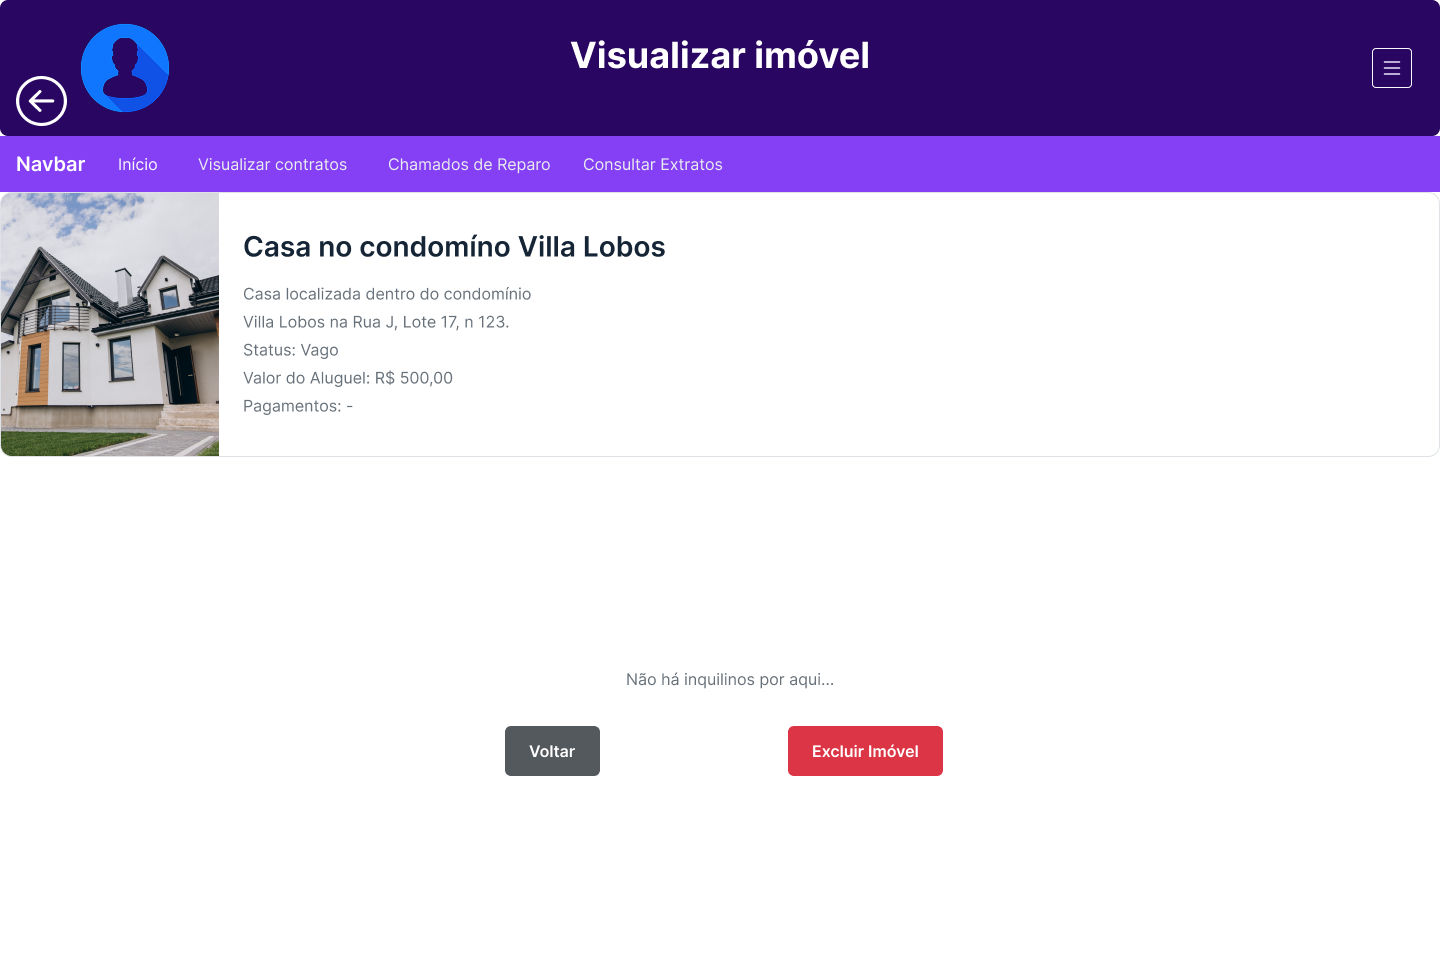 Visualizar imóvel
Navbar Início Visualizar contratos Chamados de Reparo Consultar Extratos
Casa no condomíno Villa Lobos
Casa localizada dentro do condomínio
Villa Lobos na Rua J, Lote 17, n 123.
Status: Vago
Valor do Aluguel: R$ 500,00
Pagamentos: -
Não há inquilinos por aqui...
Voltar Excluir Imóvel